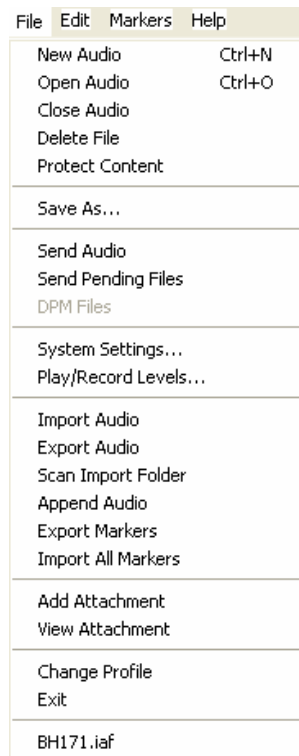 File Edit Markers Help
New Audio Ctrl+N
Open Audio Ctrl+O
Close Audio
Delete File
Protect Content
Save As...
Send Audio
Send Pending Files
DPM Files
System Settings...
Play/Record Levels...
Import Audio
Export Audio
Scan Import Folder
Append Audio
Export Markers
Import All Markers
Add Attachment
View Attachment
Change Profile
Exit
BH171.iaf